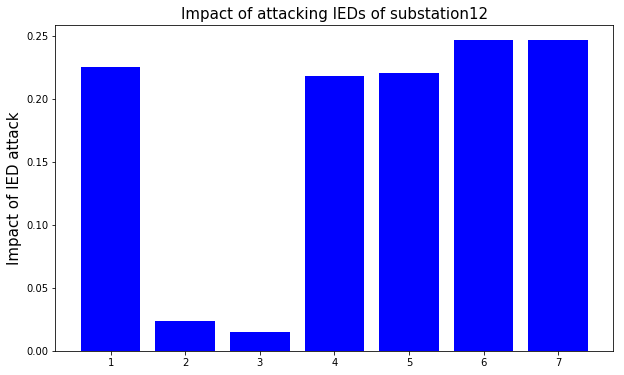 Impact of attacking IEDs of substation12
Impact of IED attack
0.25
0.20
0.15
0.10
0.05
0.00
1 2 3 4 5 6 7